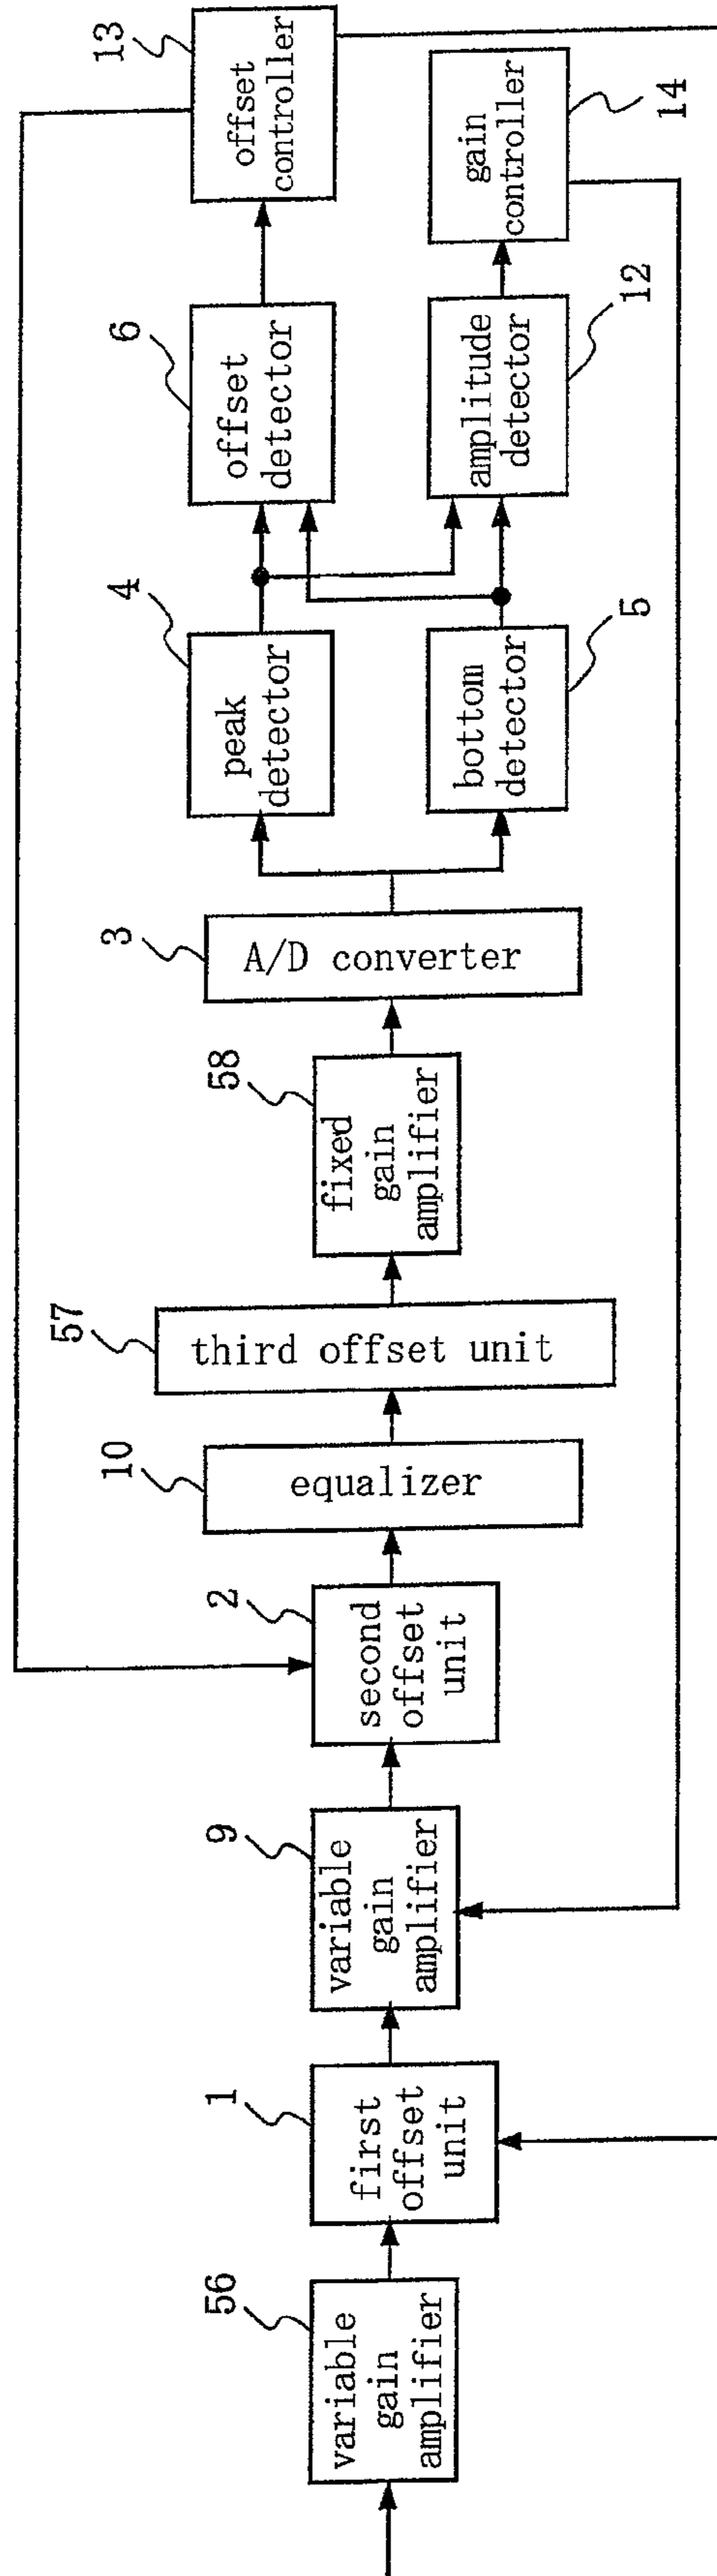 56
variable
gain
amplifier
1
first
offset
unit
9
variable
gain
amplifier
2
second
offset
unit
10
equalizer
57
third offset unit
58
fixed
gain
amplifier
3
A/D converter
4
peak
detector
5
bottom
detector
6
offset
detector
12
amplitude
detector
13
offset
controller
14
gain
controller